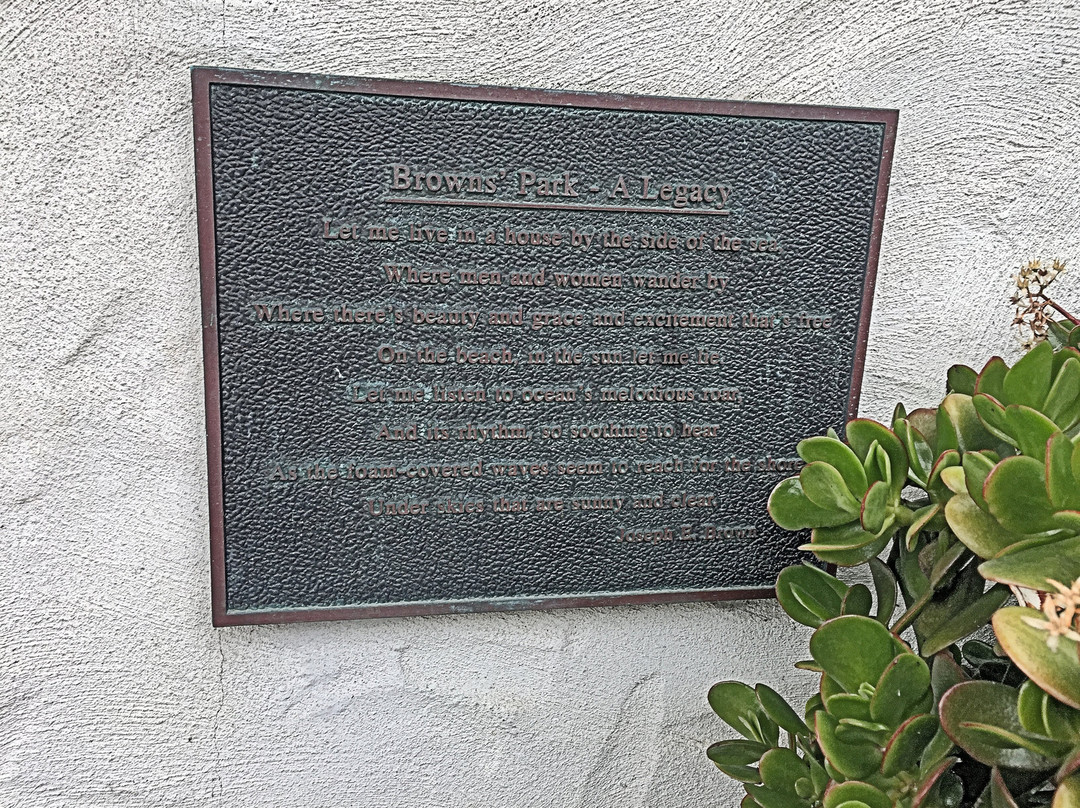 Browns' Park - A Legacy
Let me live in a house by the side of the sea,
Where men and women wander by
Where there's beauty and grace and excitement that's free
On the beach, in the sun let me lie
Let me listen to ocean's melodious roar
And its rhythm, so soothing to hear
As the foam-covered waves seem to reach for the shore
Under skies that are sunny and clear.
Joseph E. Brown